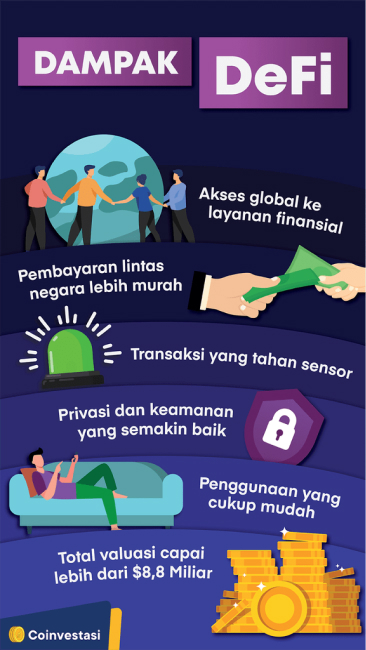 DAMPAK
DeFi
Akses global ke
layanan finansial
Pembayaran lintas
negara lebih murah
Transaksi yang tahan sensor
Privasi dan keamanan
yang semakin baik
Penggunaan yang
cukup mudah
Total valuasi capai
lebih dari $8,8 Miliar
Coinvestasi